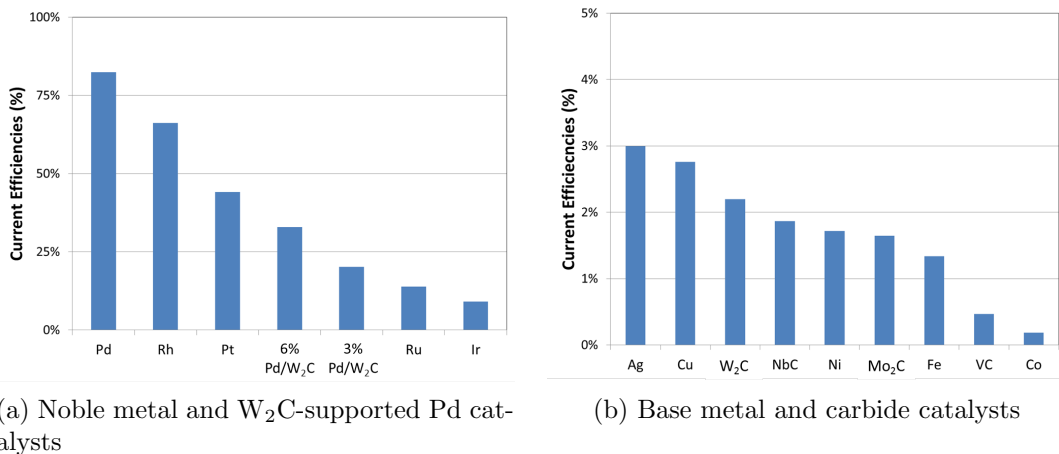 100%
75%
50%
25%
0%
Current Efficiencies (%)
Pd Rh Pt 6% Pd/W₂C 3% Pd/W₂C Ru Ir
(a) Noble metal and W₂C-supported Pd cat-
alysts
5%
4%
3%
2%
1%
0%
Current Efficiecncies (%)
Ag Cu W₂C NbC Ni Mo₂C Fe VC Co
(b) Base metal and carbide catalysts